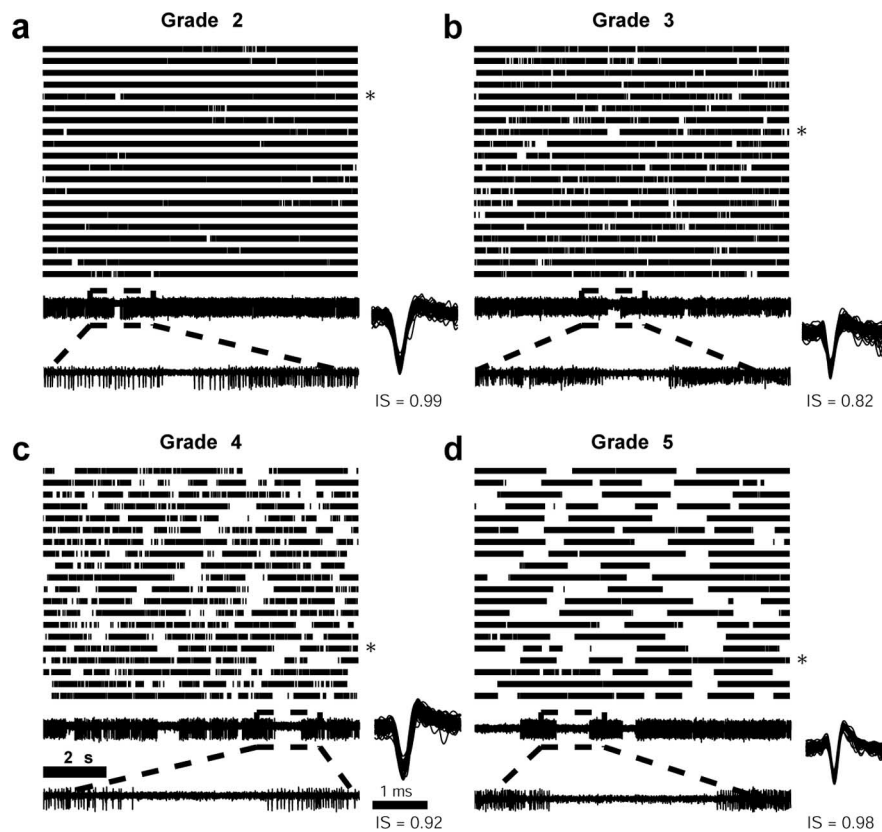 a Grade 2
*
IS = 0.99
b Grade 3
*
IS = 0.82
c Grade 4
*
2 s
1 ms
IS = 0.92
d Grade 5
*
IS = 0.98